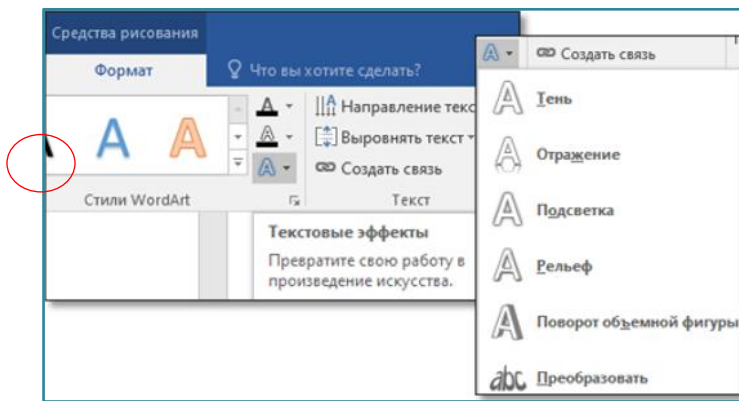 Средства рисования
Формат
Что вы хотите сделать?
Направление текс
Выровнять текст
Создать связь
Стили WordArt
Текст
Текстовые эффекты
Превратите свою работу в
произведение искусства.
Создать связь
Тень
Отражение
Подсветка
Рельеф
Поворот объемной фигуры
abc Преобразовать